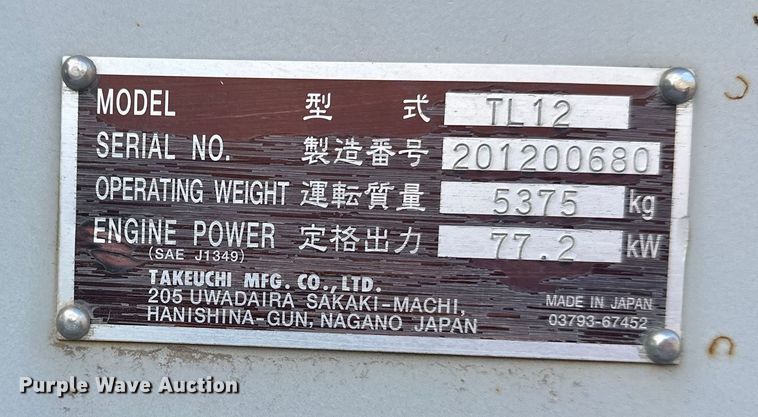 MODEL 型式 TL12
SERIAL NO. 製造番号 201200680
OPERATING WEIGHT 運転質量 5375 kg
ENGINE POWER 定格出力 77.2 kW
(SAE J1349)
TAKEUCHI MFG. CO., LTD.
205 UWADAIRA SAKAKI-MACHI,
HANISHINA-GUN, NAGANO JAPAN
MADE IN JAPAN
03793-67452
Purple Wave Auction